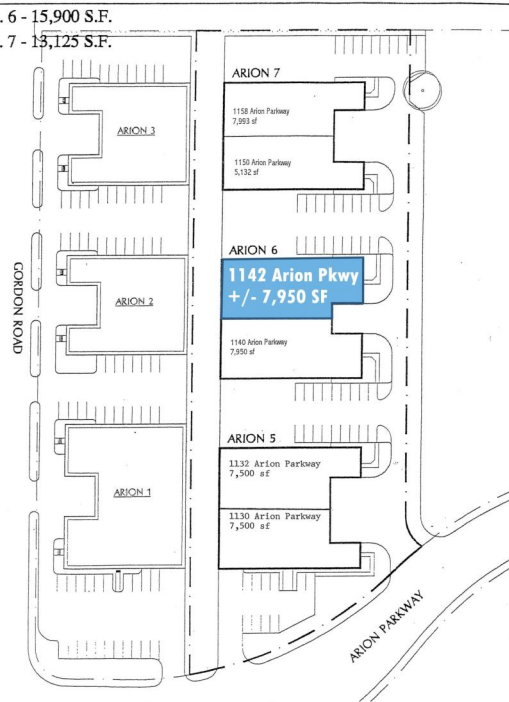 . 6 - 15,900 S.F.
. 7 - 13,125 S.F.
ARION 7
1158 Arion Parkway
7,993 sf
ARION 3
1150 Arion Parkway
5,132 sf
ARION 6
1142 Arion Pkwy
+/- 7,950 SF
GORDON ROAD
ARION 2
1140 Arion Parkway
7,950 sf
ARION 5
1132 Arion Parkway
7,500 sf
ARION 1
1130 Arion Parkway
7,500 sf
ARION PARKWAY